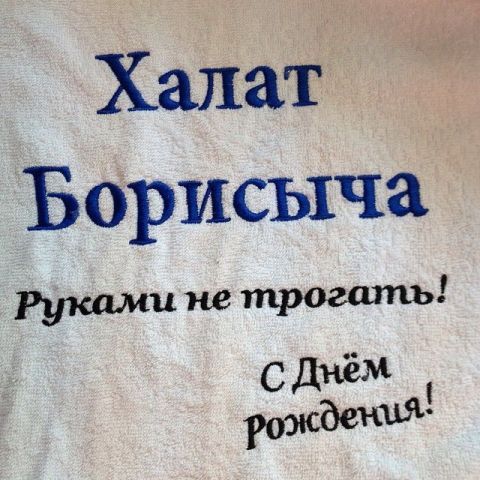 Халат
Борисыча
Руками не трогать!
С Днём
Рождения!